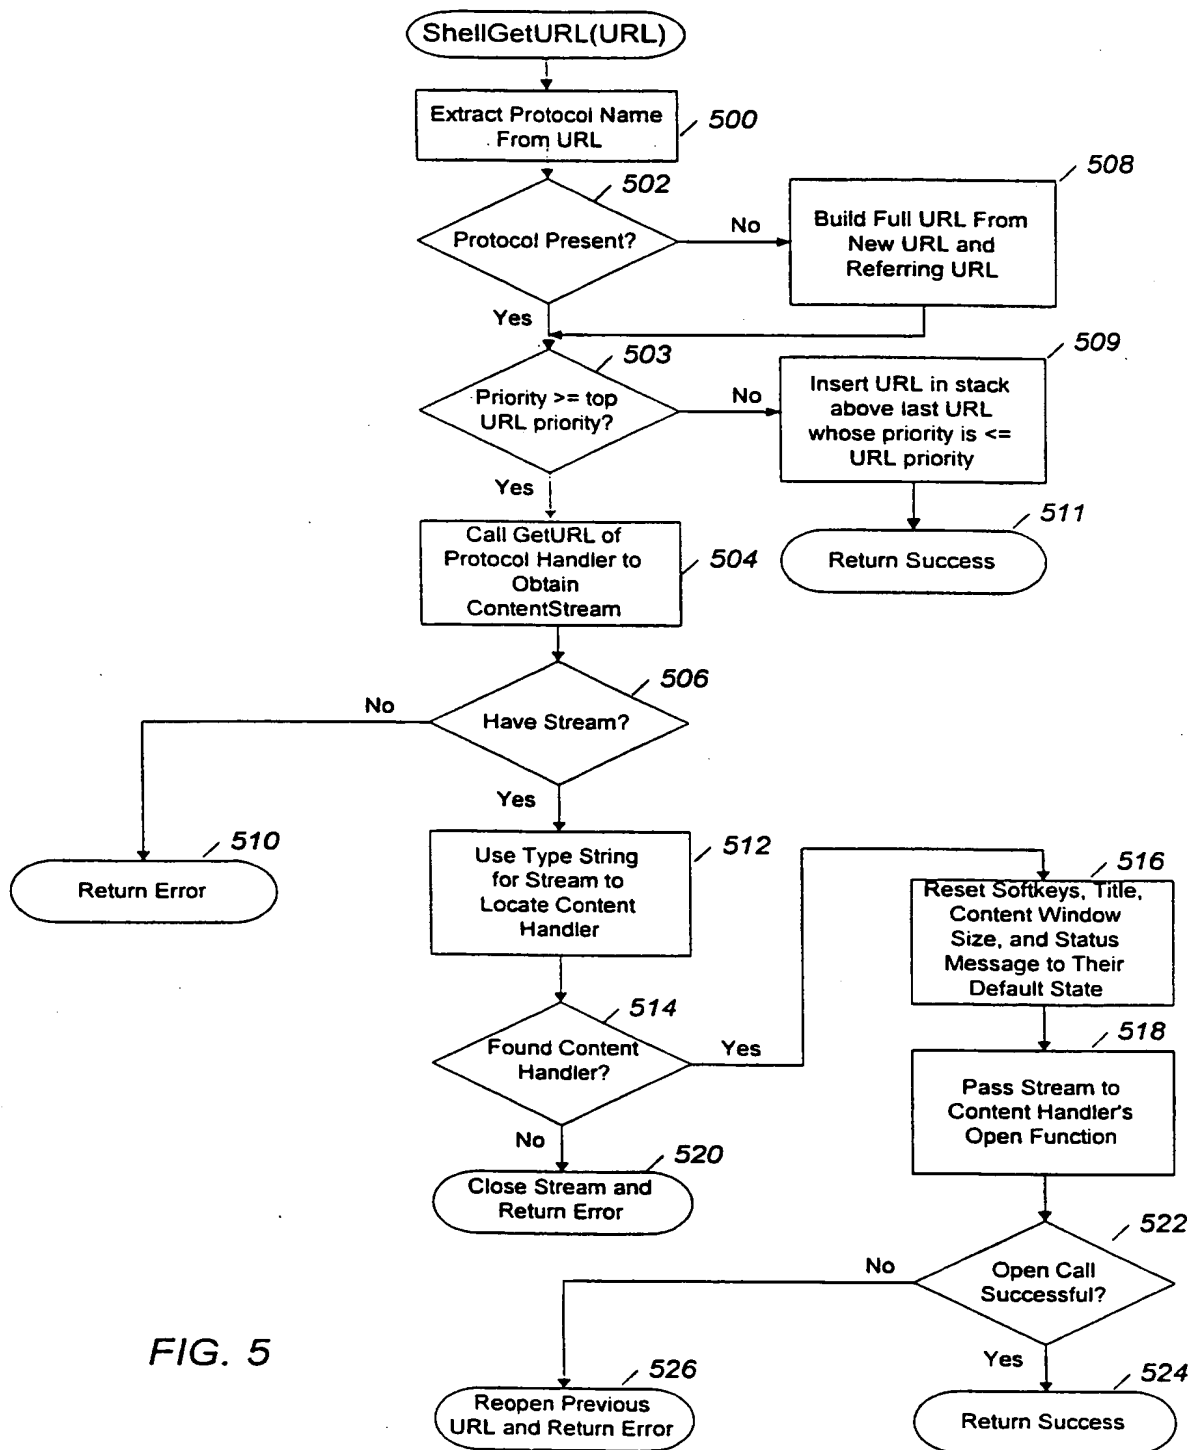 ShellGetURL(URL)
Extract Protocol Name
From URL
500
502
Protocol Present?
No
Yes
508
Build Full URL From
New URL and
Referring URL
503
Priority >= top
URL priority?
No
Yes
509
Insert URL in stack
above last URL
whose priority is <=
URL priority
511
Return Success
Call GetURL of
Protocol Handler to
Obtain
ContentStream
504
506
Have Stream?
No
Yes
510
Return Error
Use Type String
for Stream to
Locate Content
Handler
512
514
Found Content
Handler?
Yes
No
516
Reset Softkeys, Title,
Content Window
Size, and Status
Message to Their
Default State
518
Pass Stream to
Content Handler's
Open Function
520
Close Stream and
Return Error
522
Open Call
Successful?
No
Yes
524
Return Success
526
Reopen Previous
URL and Return Error
FIG. 5